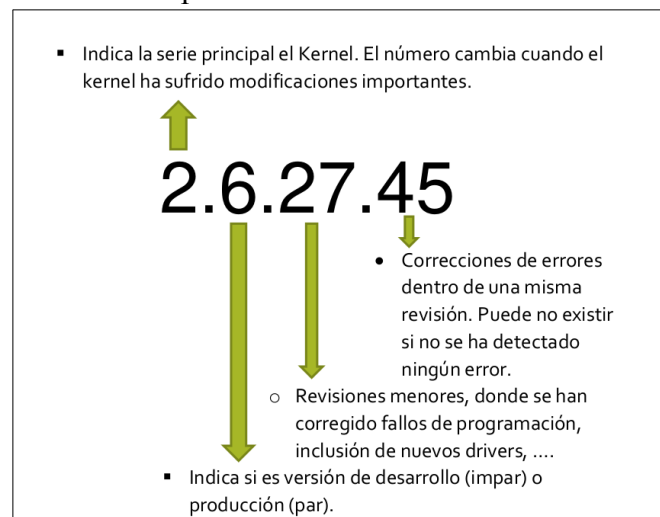 ▪ Indica la serie principal el Kernel. El número cambia cuando el
kernel ha sufrido modificaciones importantes.
2.6.27.45
• Correcciones de errores
dentro de una misma
revisión. Puede no existir
si no se ha detectado
ningún error.
o Revisiones menores, donde se han
corregido fallos de programación,
inclusión de nuevos drivers, ....
▪ Indica si es versión de desarrollo (impar) o
producción (par).